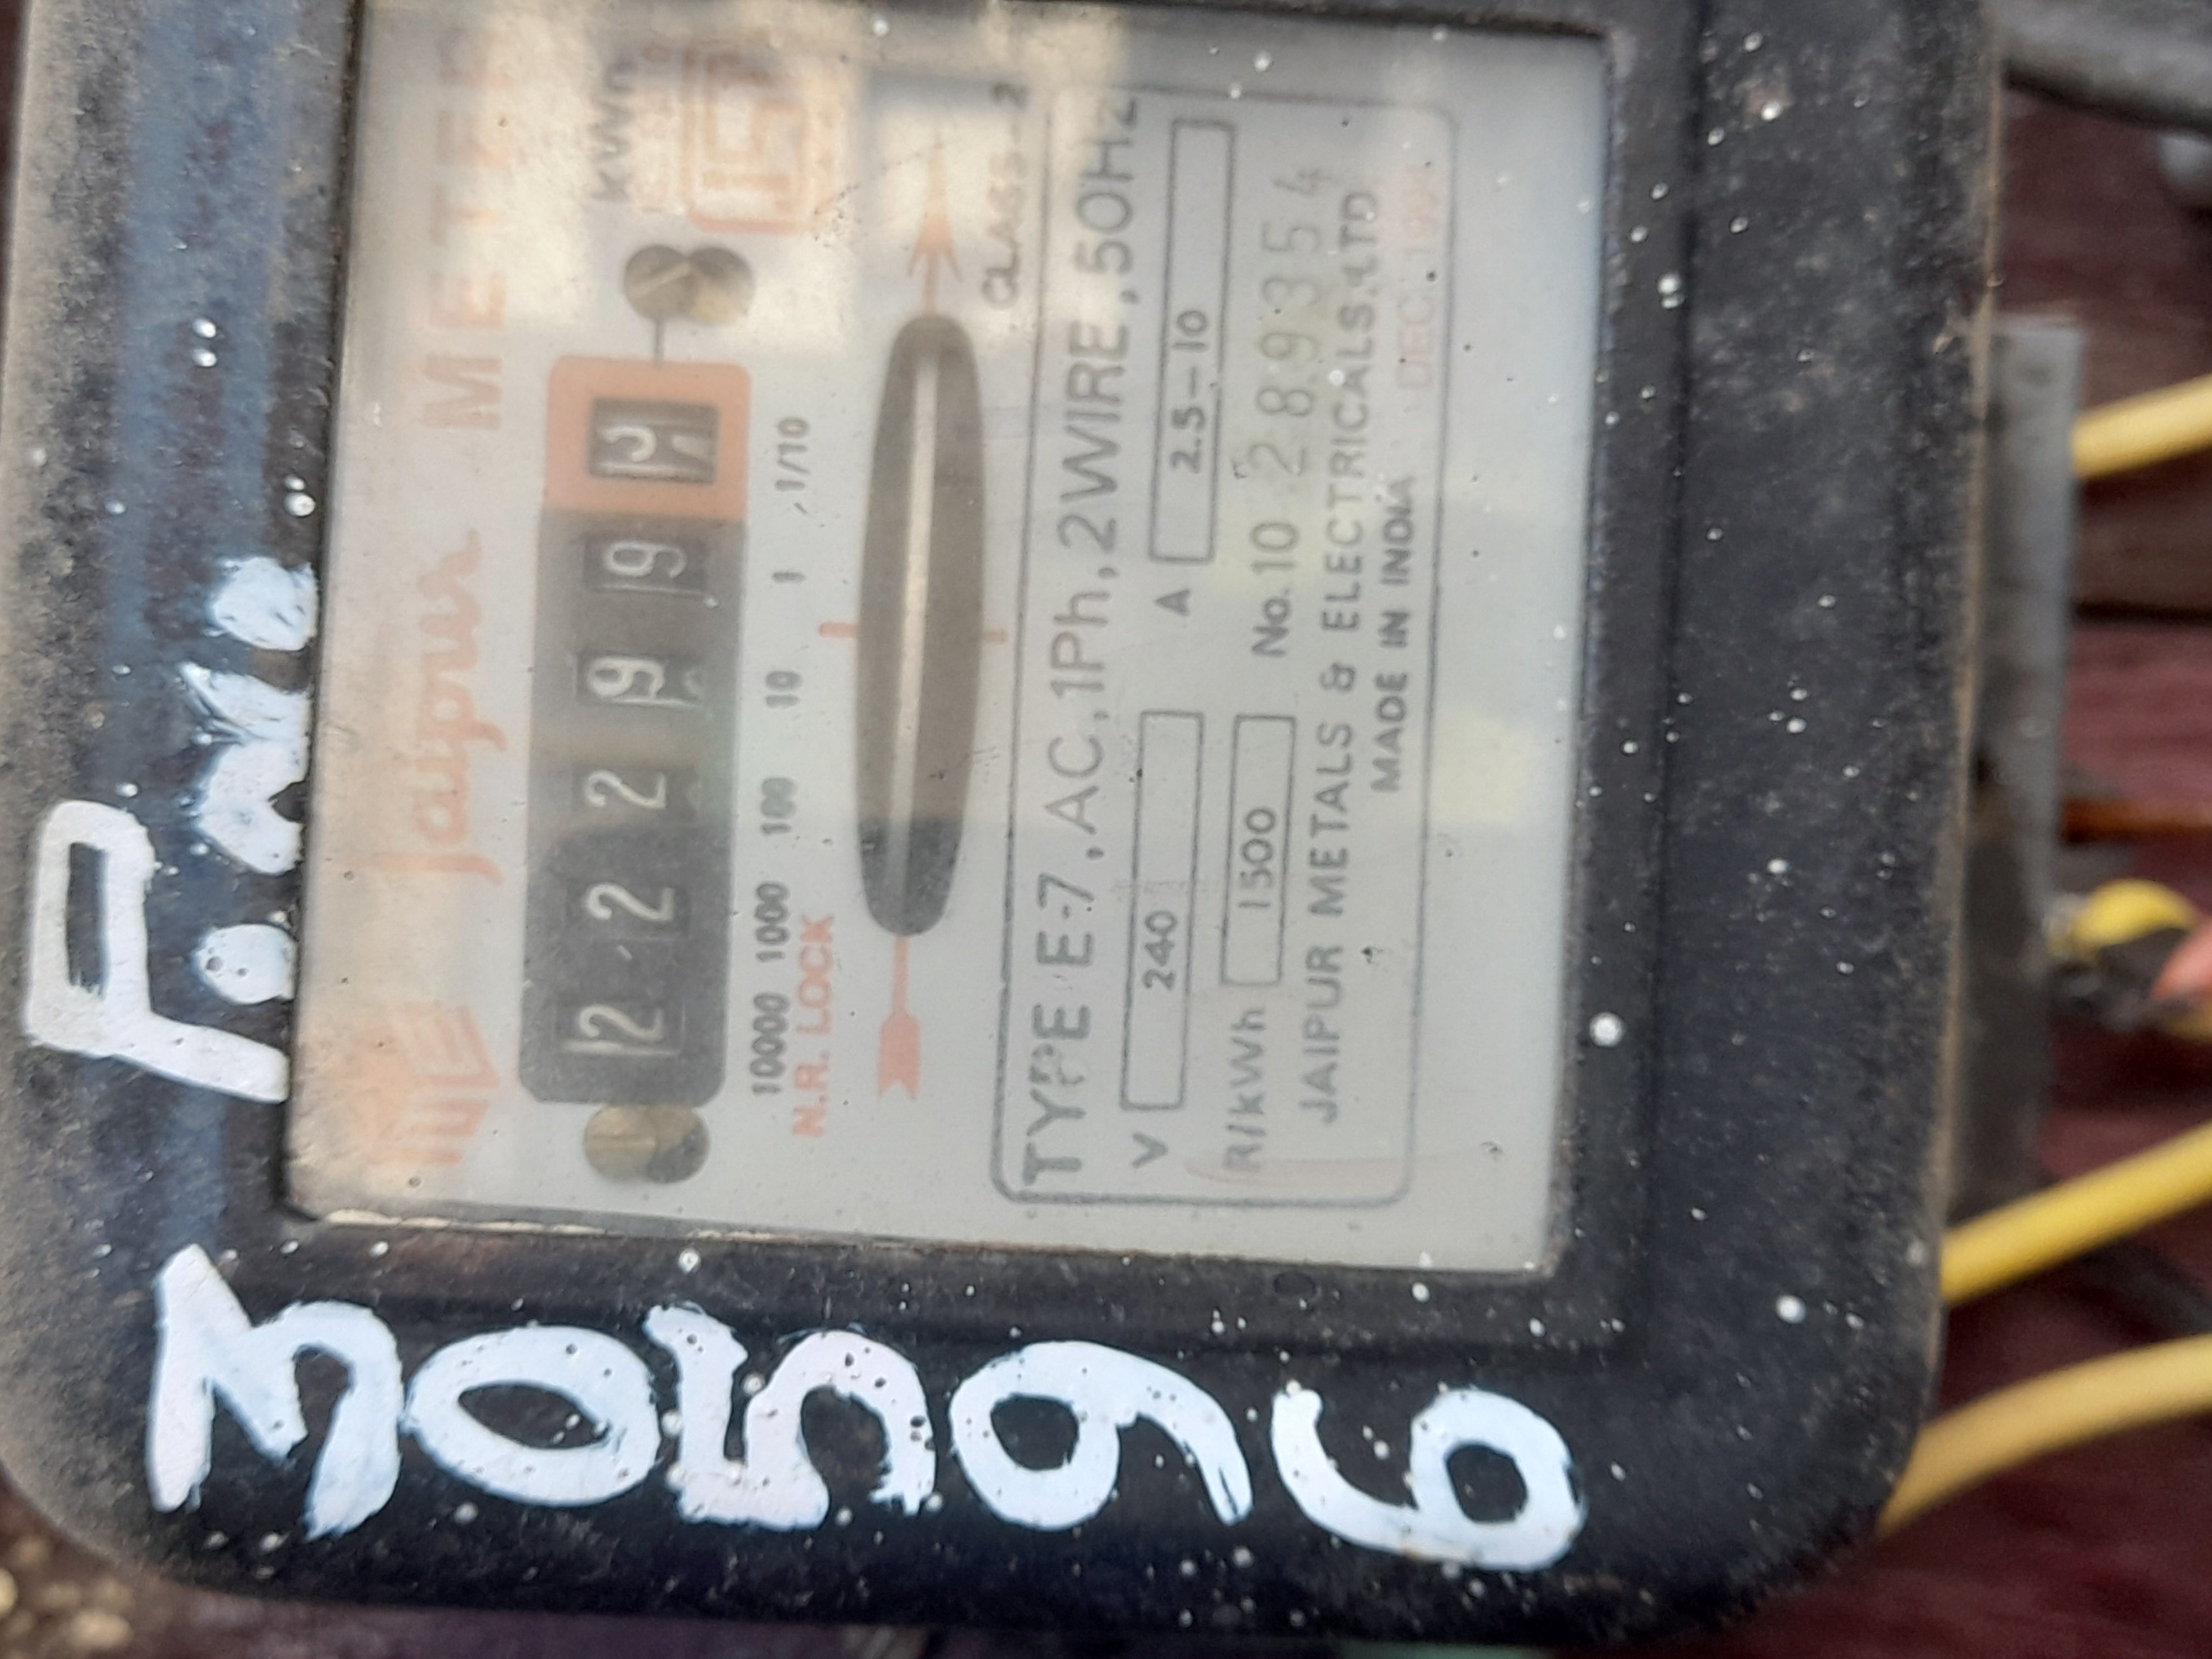 Jaipur METER
kWh
2 2 2 9 9
10000 1000 100 10 1 1/10
N.R. LOCK
CLASS-2
TYPE E-7, AC, 1Ph, 2WIRE, 50Hz
V 240 A 2.5-10
R/kWh 1500 No. 10 289354
JAIPUR METALS & ELECTRICALS. LTD
MADE IN INDIA DEC.